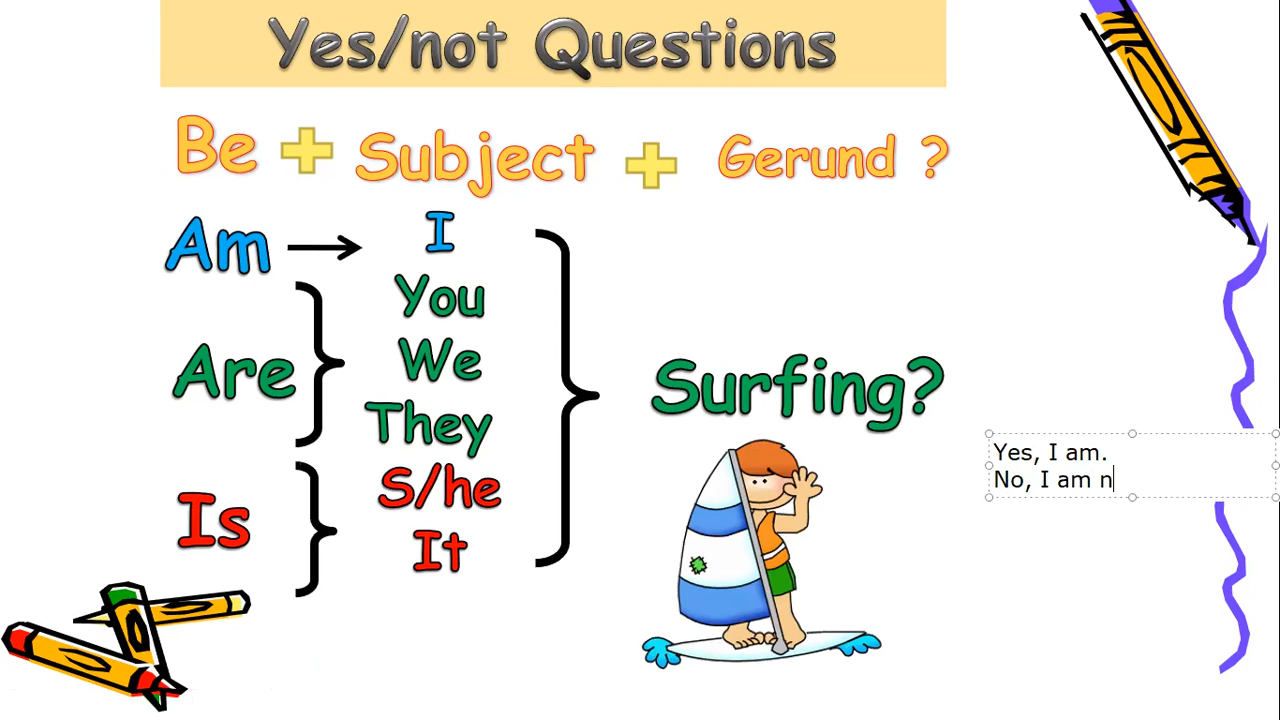 Yes/not Questions
Be + Subject + Gerund ?
Am I
You
We
Are
They
Surfing?
S/he
Is
It
Yes, I am.
No, I am n